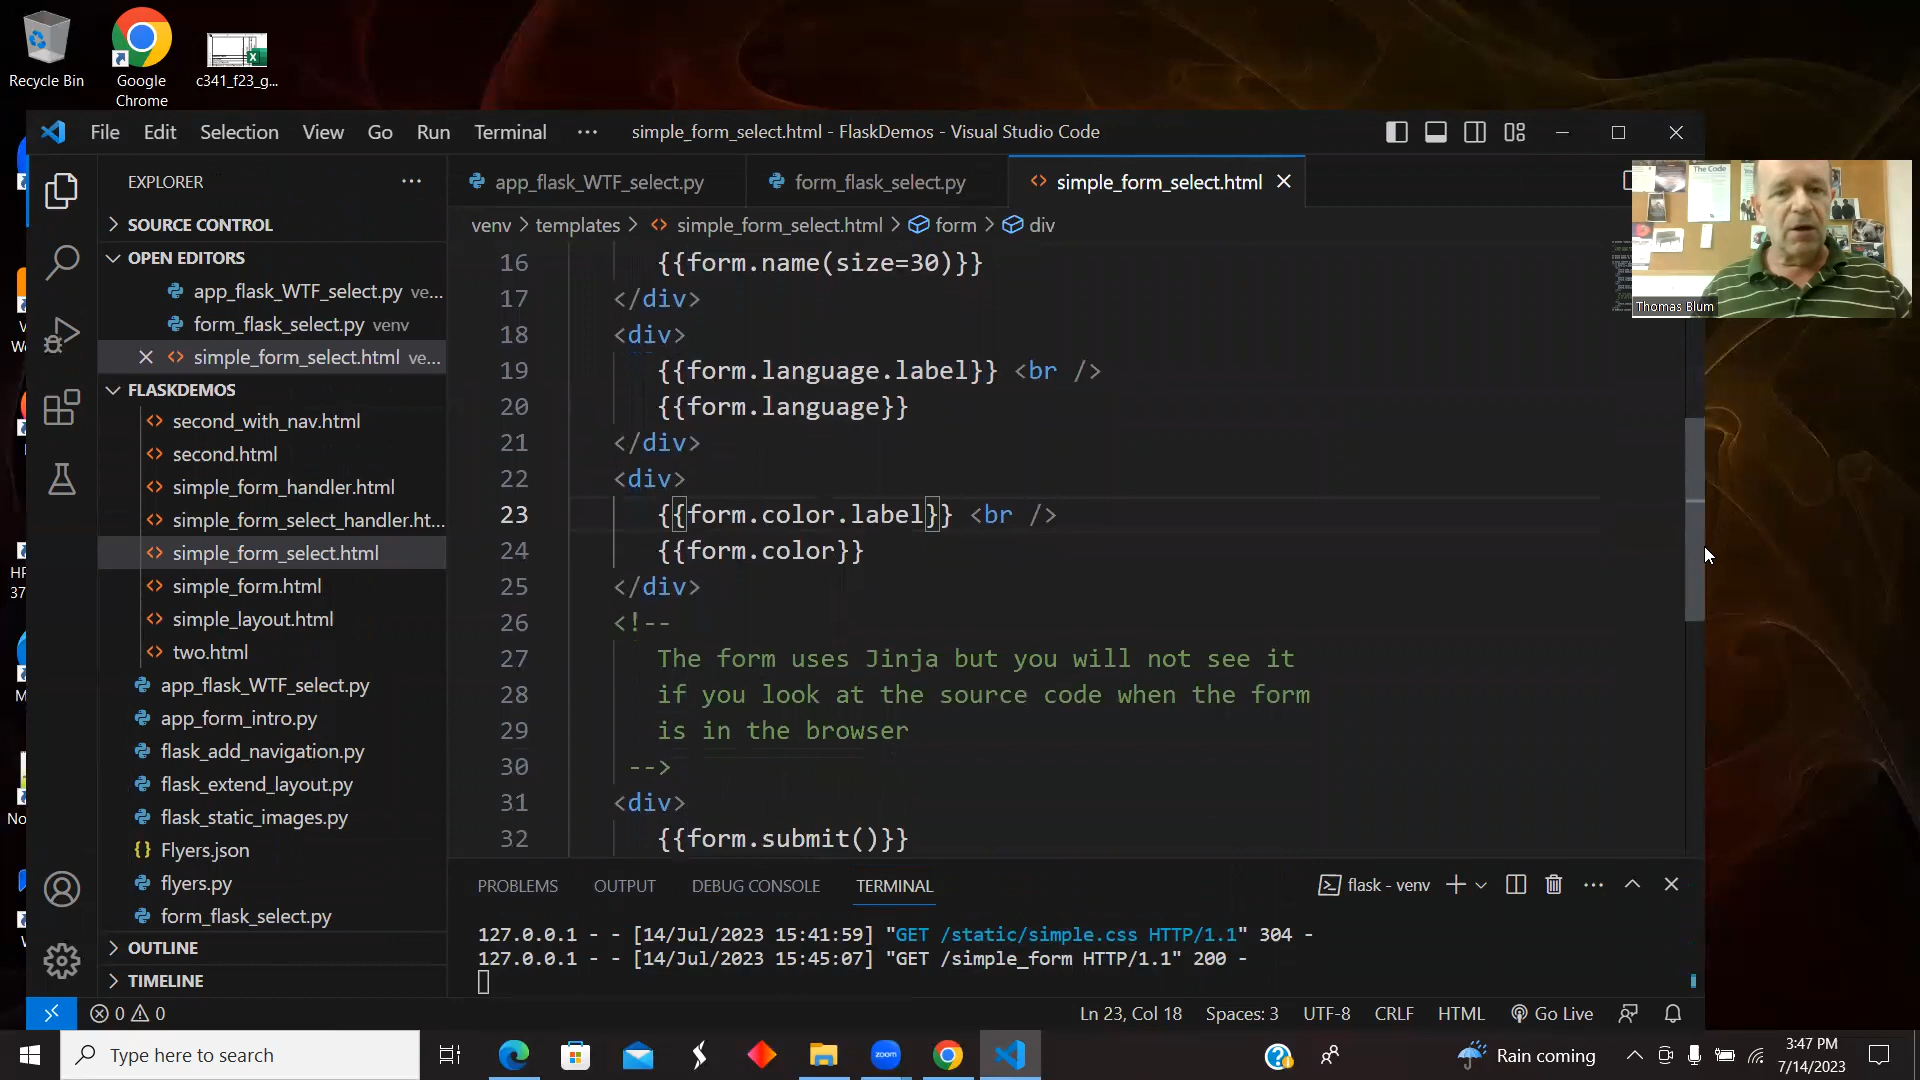 Recycle Bin
Google Chrome
c341_f23_g...
File Edit Selection View Go Run Terminal ...
simple_form_select.html - FlaskDemos - Visual Studio Code
EXPLORER
SOURCE CONTROL
OPEN EDITORS
app_flask_WTF_select.py ve...
form_flask_select.py venv
simple_form_select.html ve...
FLASKDEMOS
second_with_nav.html
second.html
simple_form_handler.html
simple_form_select_handler.ht...
simple_form_select.html
simple_form.html
simple_layout.html
two.html
app_flask_WTF_select.py
app_form_intro.py
flask_add_navigation.py
flask_extend_layout.py
flask_static_images.py
Flyers.json
flyers.py
form_flask_select.py
OUTLINE
TIMELINE
app_flask_WTF_select.py
form_flask_select.py
simple_form_select.html
venv > templates > simple_form_select.html > form > div
16 {{form.name(size=30)}}
17 </div>
18 <div>
19 {{form.language.label}} <br />
20 {{form.language}}
21 </div>
22 <div>
23 {{form.color.label}} <br />
24 {{form.color}}
25 </div>
26 <!--
27 The form uses Jinja but you will not see it
28 if you look at the source code when the form
29 is in the browser
30 -->
31 <div>
32 {{form.submit()}}
The Code
Thomas Blum
PROBLEMS OUTPUT DEBUG CONSOLE TERMINAL
flask - venv
127.0.0.1 - - [14/Jul/2023 15:41:59] "GET /static/simple.css HTTP/1.1" 304 -
127.0.0.1 - - [14/Jul/2023 15:45:07] "GET /simple_form HTTP/1.1" 200 -
0 0
Ln 23, Col 18 Spaces: 3 UTF-8 CRLF HTML Go Live
Type here to search
zoom
Rain coming
3:47 PM
7/14/2023